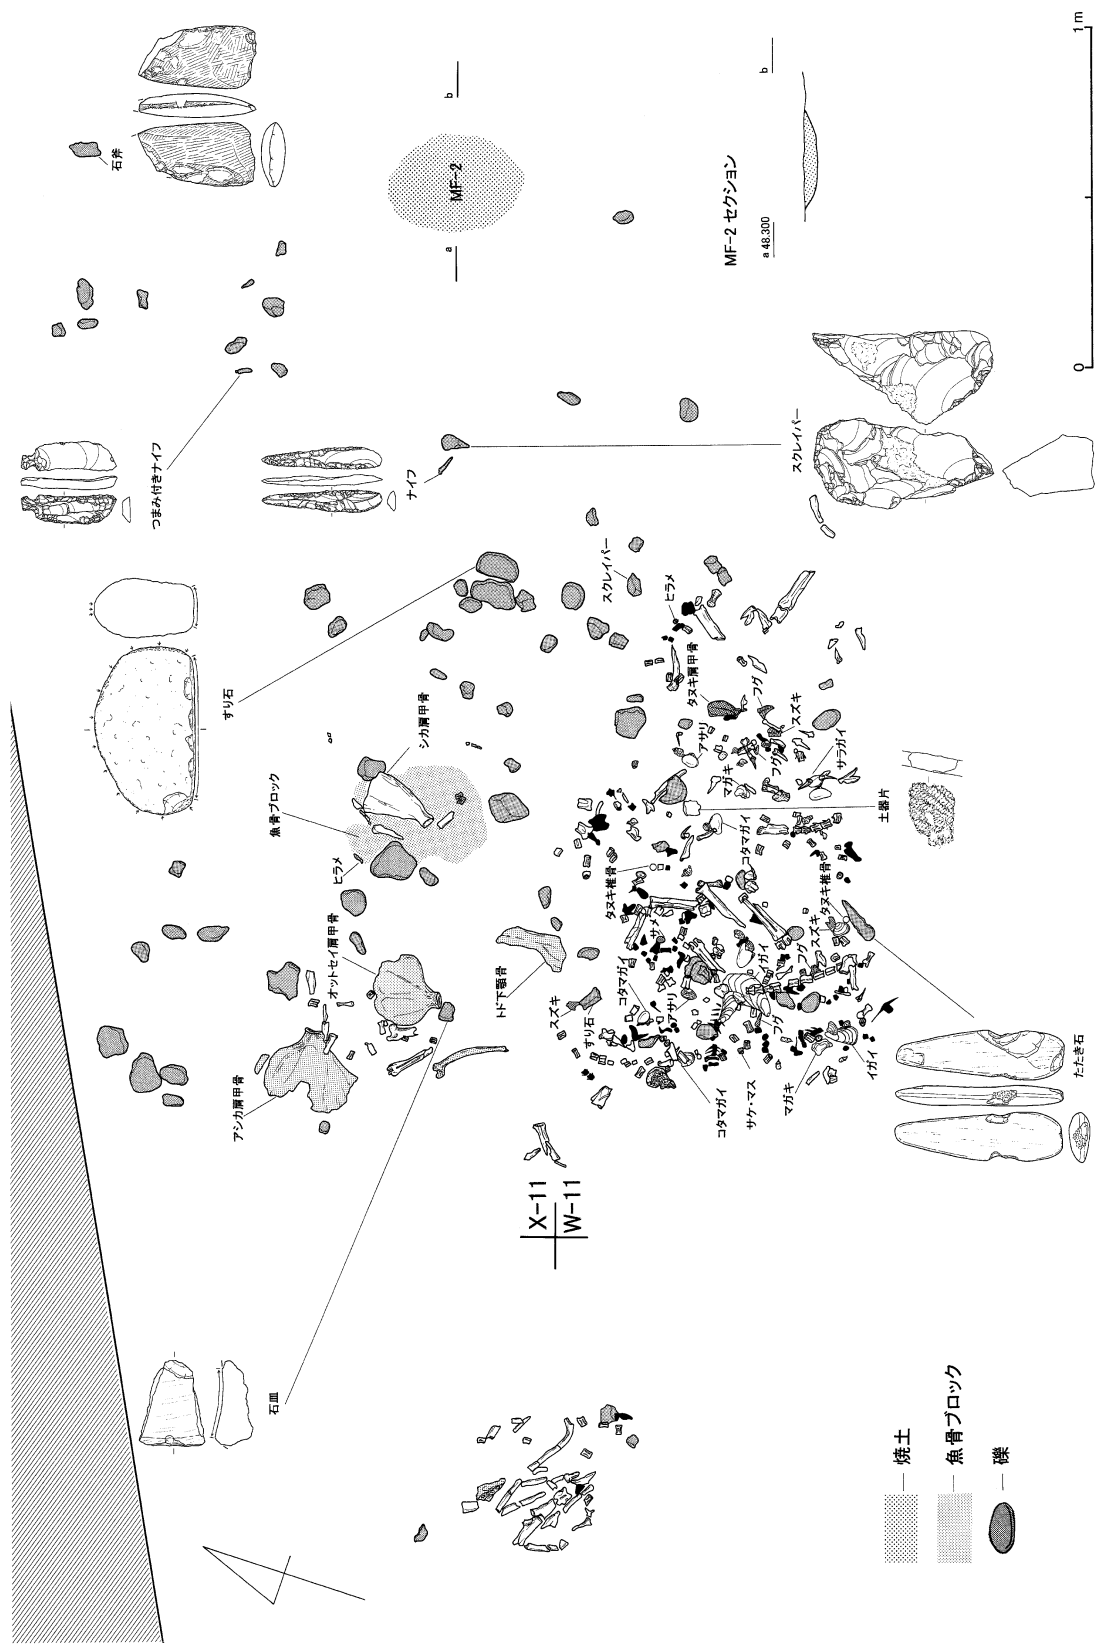 石皿
アシカ肩甲骨
オットセイ肩甲骨
ヒラメ
魚骨ブロック
シカ肩甲骨
すり石
つまみ付きナイフ
ナイフ
石斧
a
MF-2
b
トド下顎骨
X-11
W-11
スズキ
すり石
コタマガイ
サメ
タヌキ椎骨
アサリ
コタマガイ
サケ・マス
マガキ
イガイ
フグ
イガイ
フグ
スズキ
タヌキ椎骨
コタマガイ
マガキ
アサリ
タヌキ肩甲骨
フグ
フグ
スズキ
サラガイ
ヒラメ
スクレイパー
スクレイパー
土器片
たたき石
MF-2 セクション
a 48.300
b
焼土
魚骨ブロック
礫
0
1 m